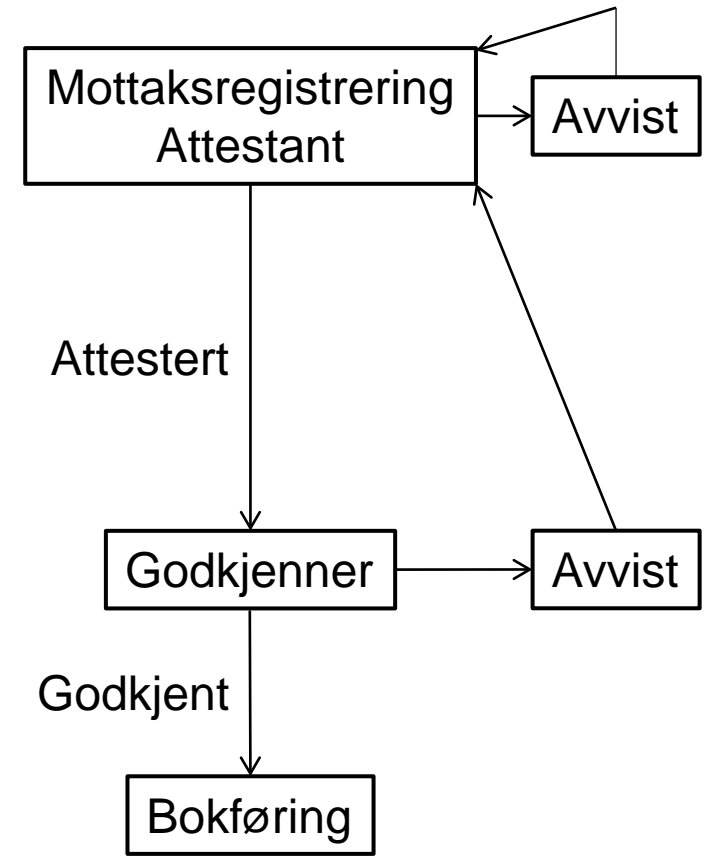 Mottaksregistrering
Attestant
Avvist
Attestert
Godkjenner
Avvist
Godkjent
Bokføring